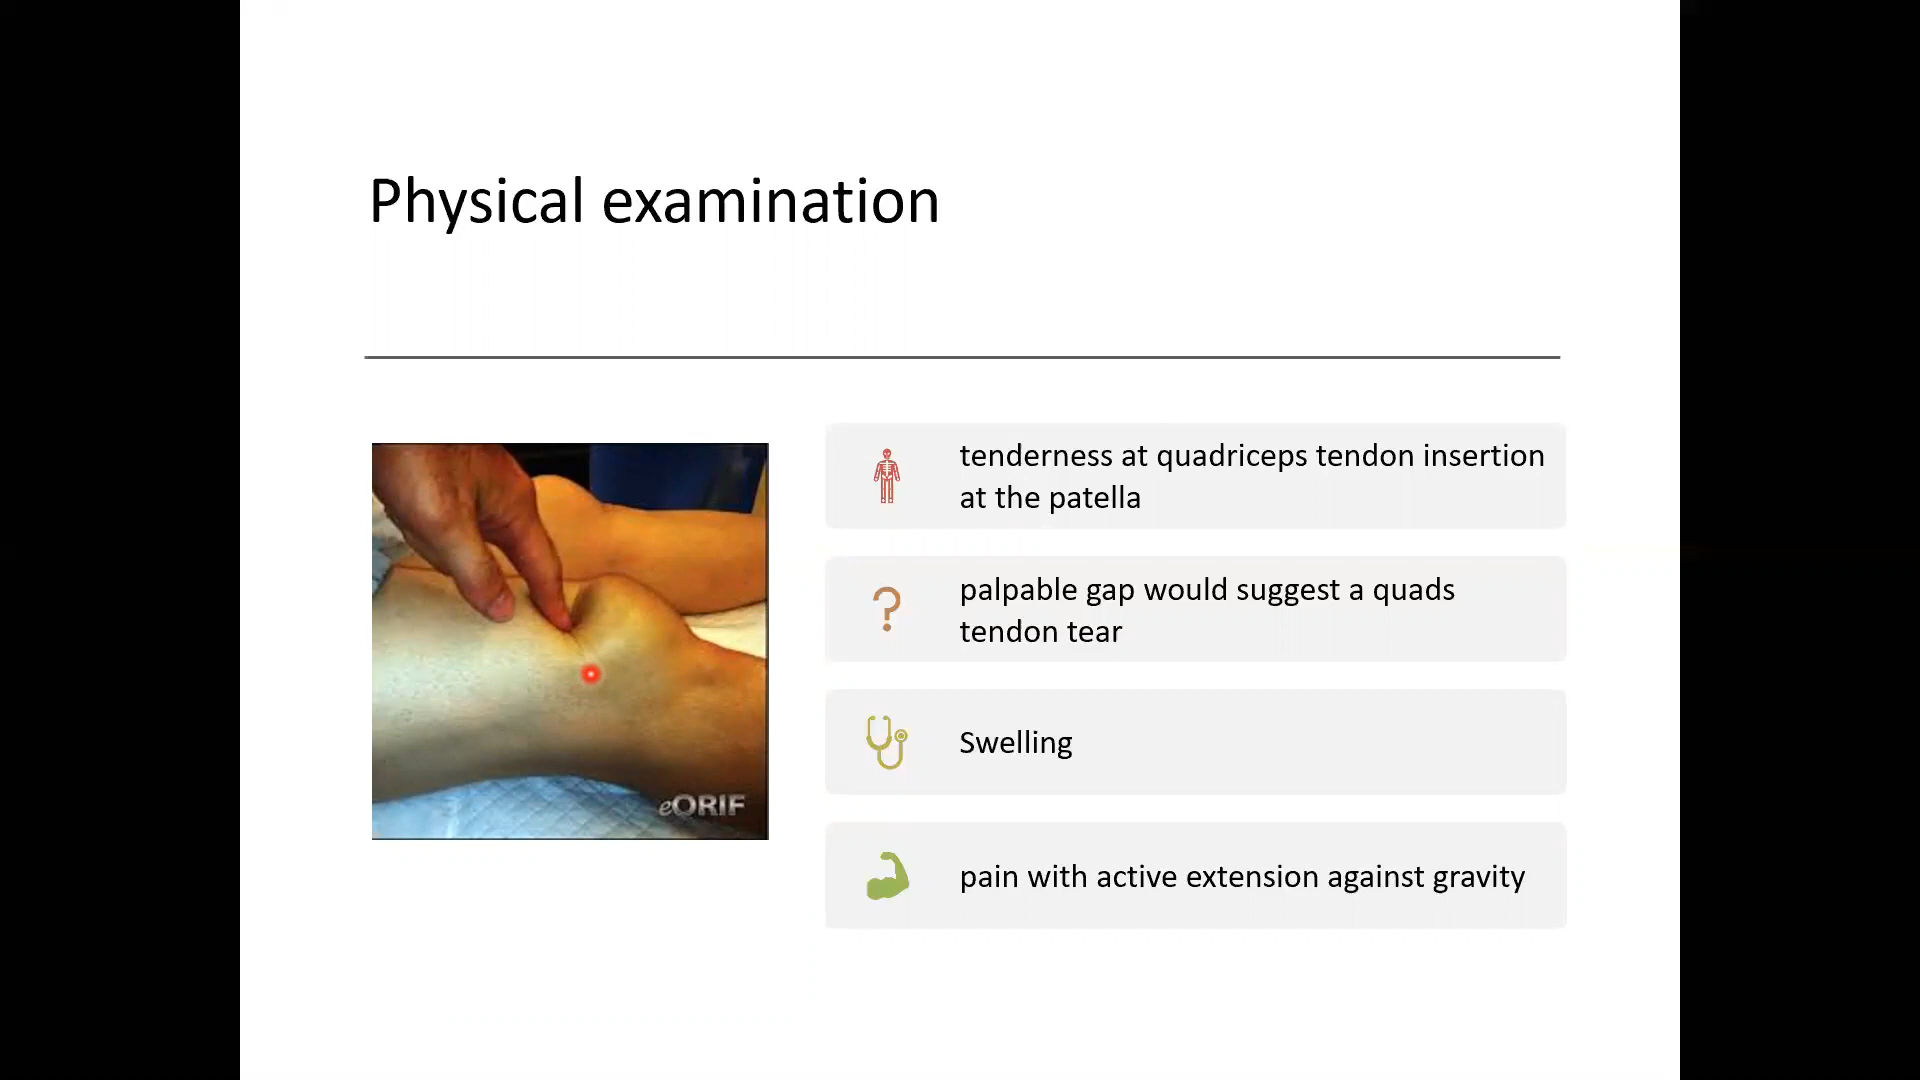 Physical examination
tenderness at quadriceps tendon insertion
at the patella
palpable gap would suggest a quads
tendon tear
Swelling
pain with active extension against gravity
eORIF